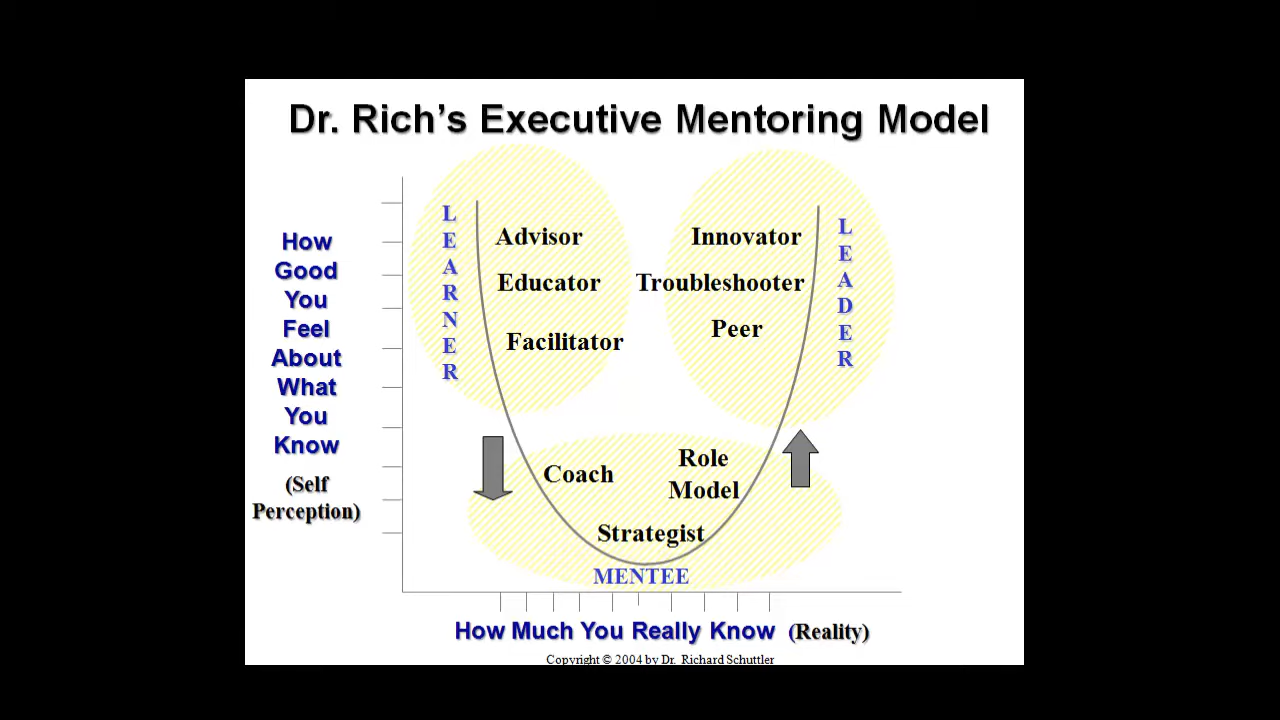 Dr. Rich's Executive Mentoring Model
How
Good
You
Feel
About
What
You
Know
(Self
Perception)
LEARNER
Advisor
Educator
Facilitator
Innovator
Troubleshooter
Peer
LEADER
Coach
Role
Model
Strategist
MENTEE
How Much You Really Know (Reality)
Copyright © 2004 by Dr. Richard Schuttler